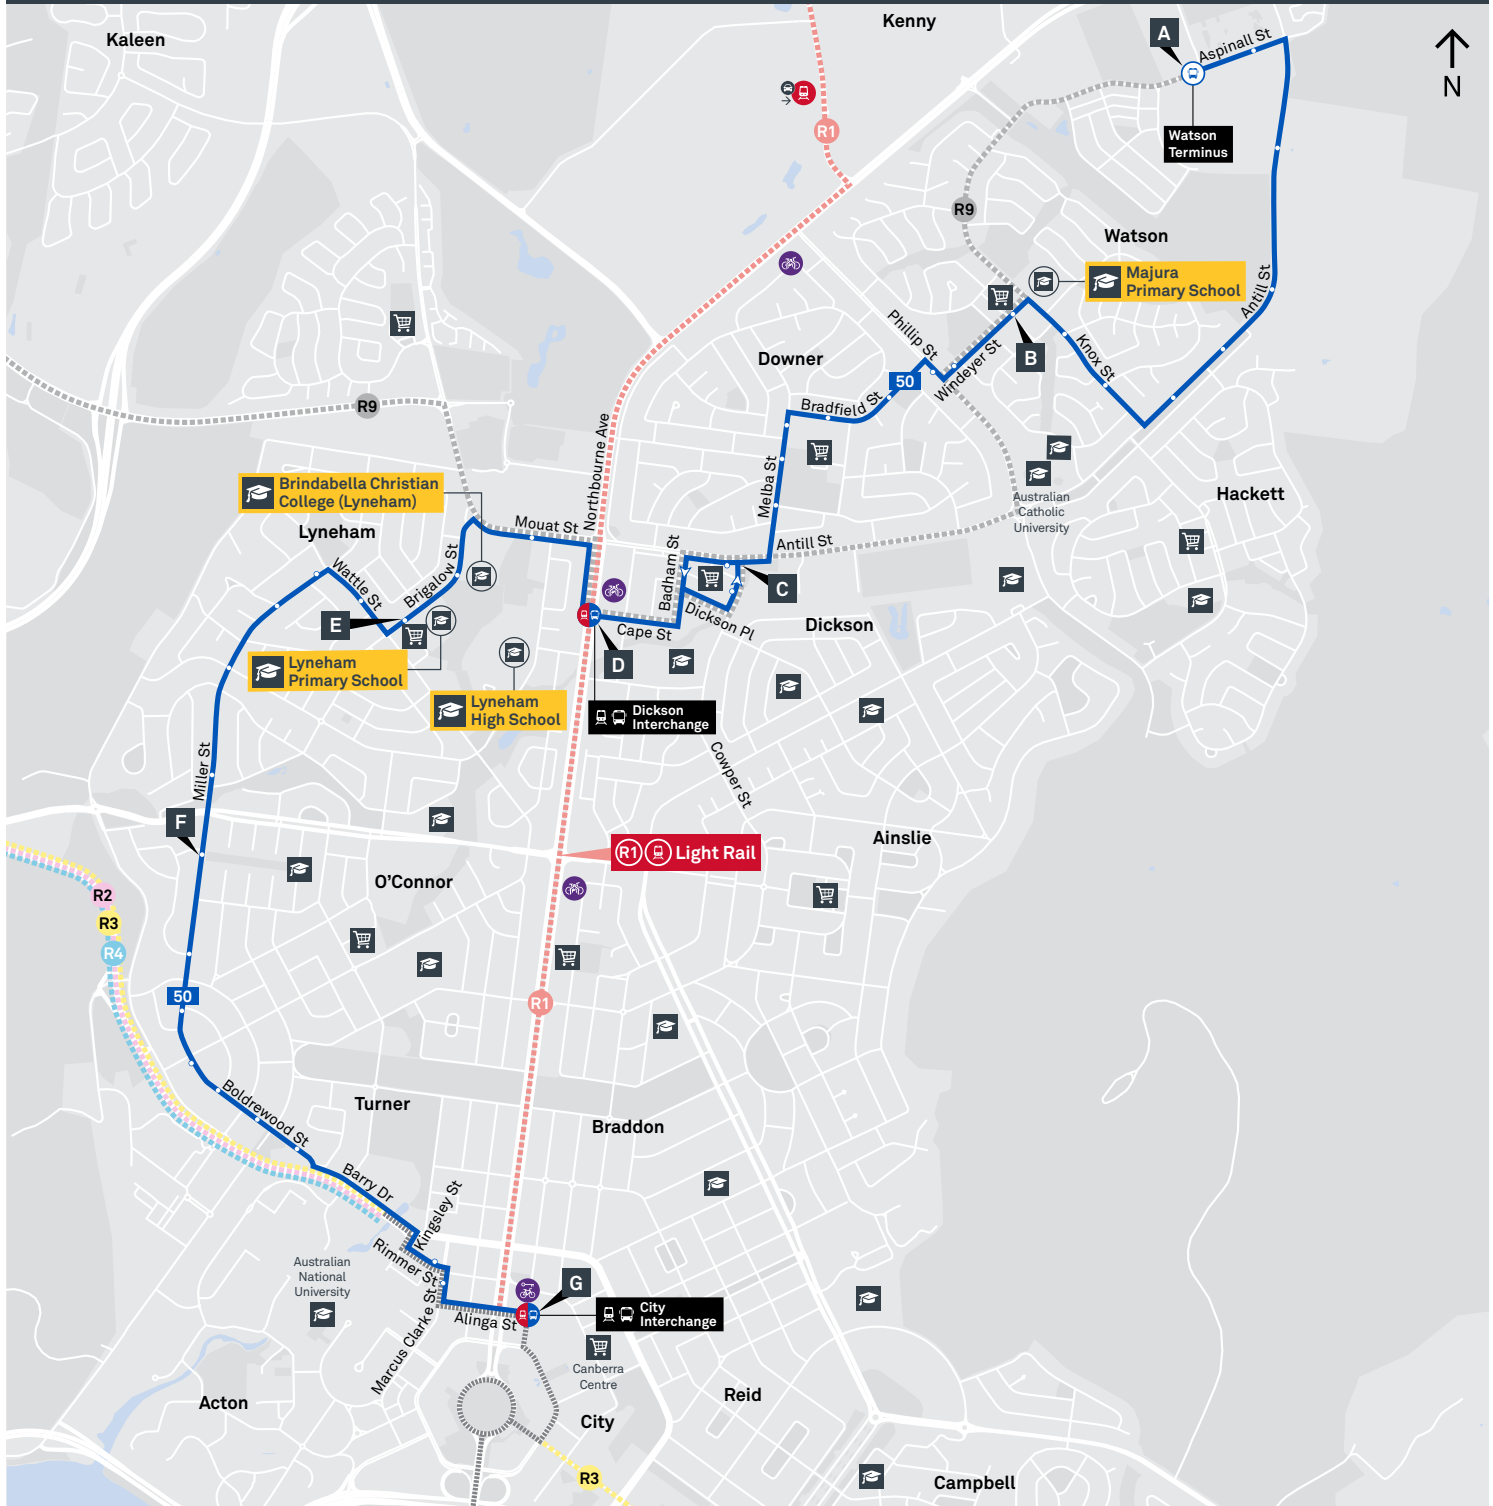 Kaleen
Kenny
A
Aspinall St
N
Watson
Terminus
R1
R9
Watson
Majura
Primary School
Antill St
Phillip St
Downer
B
Windeyer St
Knox St
50
Bradfield St
R9
Northbourne Ave
Melba St
Brindabella Christian
College (Lyneham)
Lyneham
Mouat St
Australian
Catholic
University
Hackett
Antill St
Badham St
Wattle St
Brigalow St
C
Dickson Pl
E
Cape St
Dickson
D
Lyneham
Primary School
Lyneham
High School
Dickson
Interchange
Miller St
Cowper St
F
R1 Light Rail
Ainslie
O'Connor
R2
R3
R4
50
R1
Boldrewood St
Turner
Braddon
Barry Dr
Kingsley St
Rimmer St
Australian
National
University
Marcus Clarke St
Alinga St
G
City
Interchange
Canberra
Centre
Acton
Reid
City
R3
Campbell